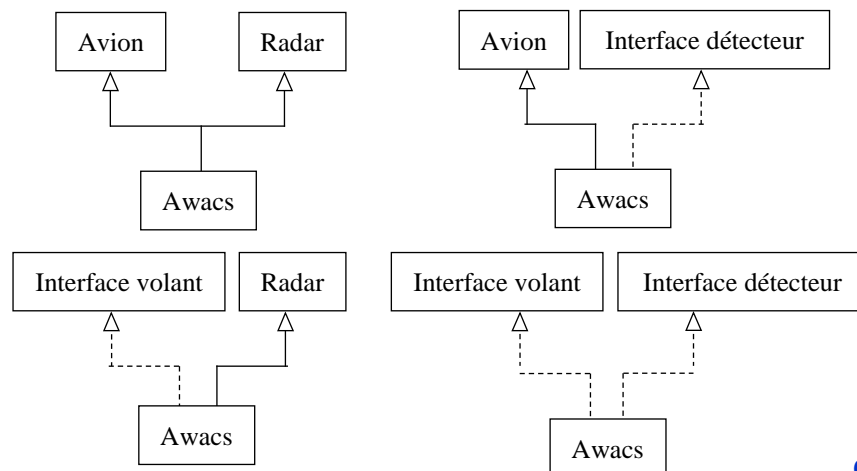 Avion
Radar
Avion
Interface détecteur
Awacs
Awacs
Interface volant
Radar
Interface volant
Interface détecteur
Awacs
Awacs